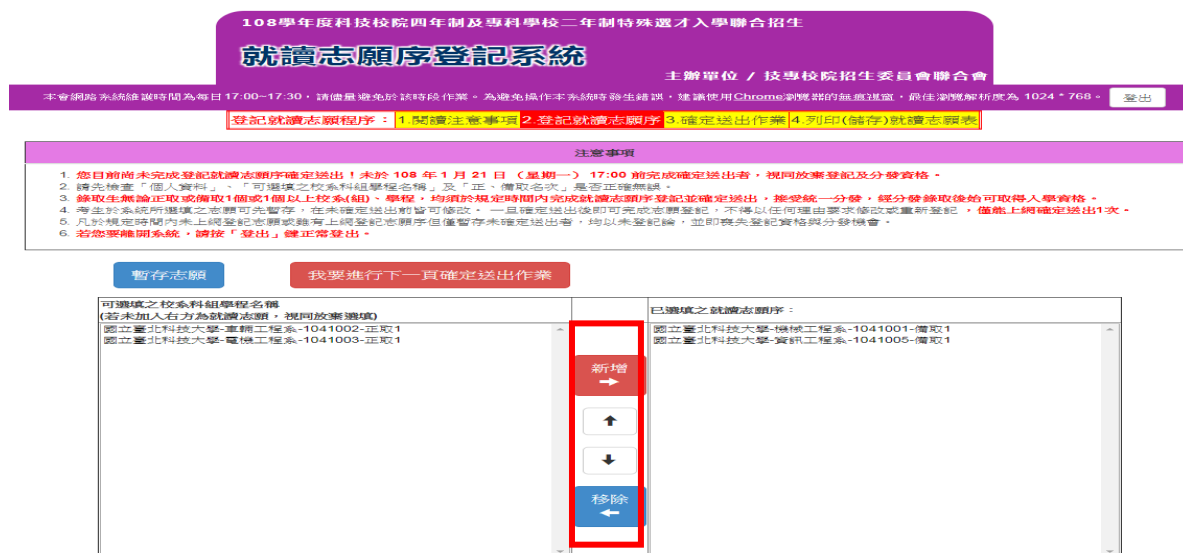 108學年度科技校院四年制及專科學校二年制特殊選才入學聯合招生
就讀志願序登記系統
主辦單位 / 技專校院招生委員會聯合會
本會網路系統維護時間為每日17:00~17:30，請儘量避免於該時段作業。為避免操作本系統時發生錯誤，建議使用Chrome瀏覽器的無痕視窗，最佳瀏覽解析度為 1024 * 768。 登出
登記就讀志願程序： 1.閱讀注意事項 2.登記就讀志願序 3.確定送出作業 4.列印(儲存)就讀志願表
注意事項
1. 您目前尚未完成登記就讀志願序確定送出！未於 108 年 1 月 21 日 （星期一） 17:00 前完成確定送出者，視同放棄登記及分發資格。
2. 請先檢查「個人資料」、「可選填之校系科組學程名稱」及「正、備取名次」是否正確無誤。
3. 錄取生無論正取或備取1個或1個以上校系(組)、學程，均須於規定時間內完成就讀志願序登記並確定送出，接受統一分發，經分發錄取後始可取得入學資格。
4. 考生於系統所選填之志願可先暫存，在未確定送出前皆可修改。 一旦確定送出後即可完成志願登記，不得以任何理由要求修改或重新登記 ，僅能上網確定送出1次。
5. 凡於規定時間內未上網登記志願或雖有上網登記志願序但僅暫存未確定送出者，均以未登記論，並即喪失登記資格與分發機會。
6. 若您要離開系統，請按「登出」鍵正常登出。
暫存志願 我要進行下一頁確定送出作業
可選填之校系科組學程名稱
(若未加入右方為就讀志願，視同放棄選填)
已選填之就讀志願序：
國立臺北科技大學-車輛工程系-1041002-正取1
國立臺北科技大學-電機工程系-1041003-正取1
國立臺北科技大學-機械工程系-1041001-備取1
國立臺北科技大學-資訊工程系-1041005-備取1
新增
移除